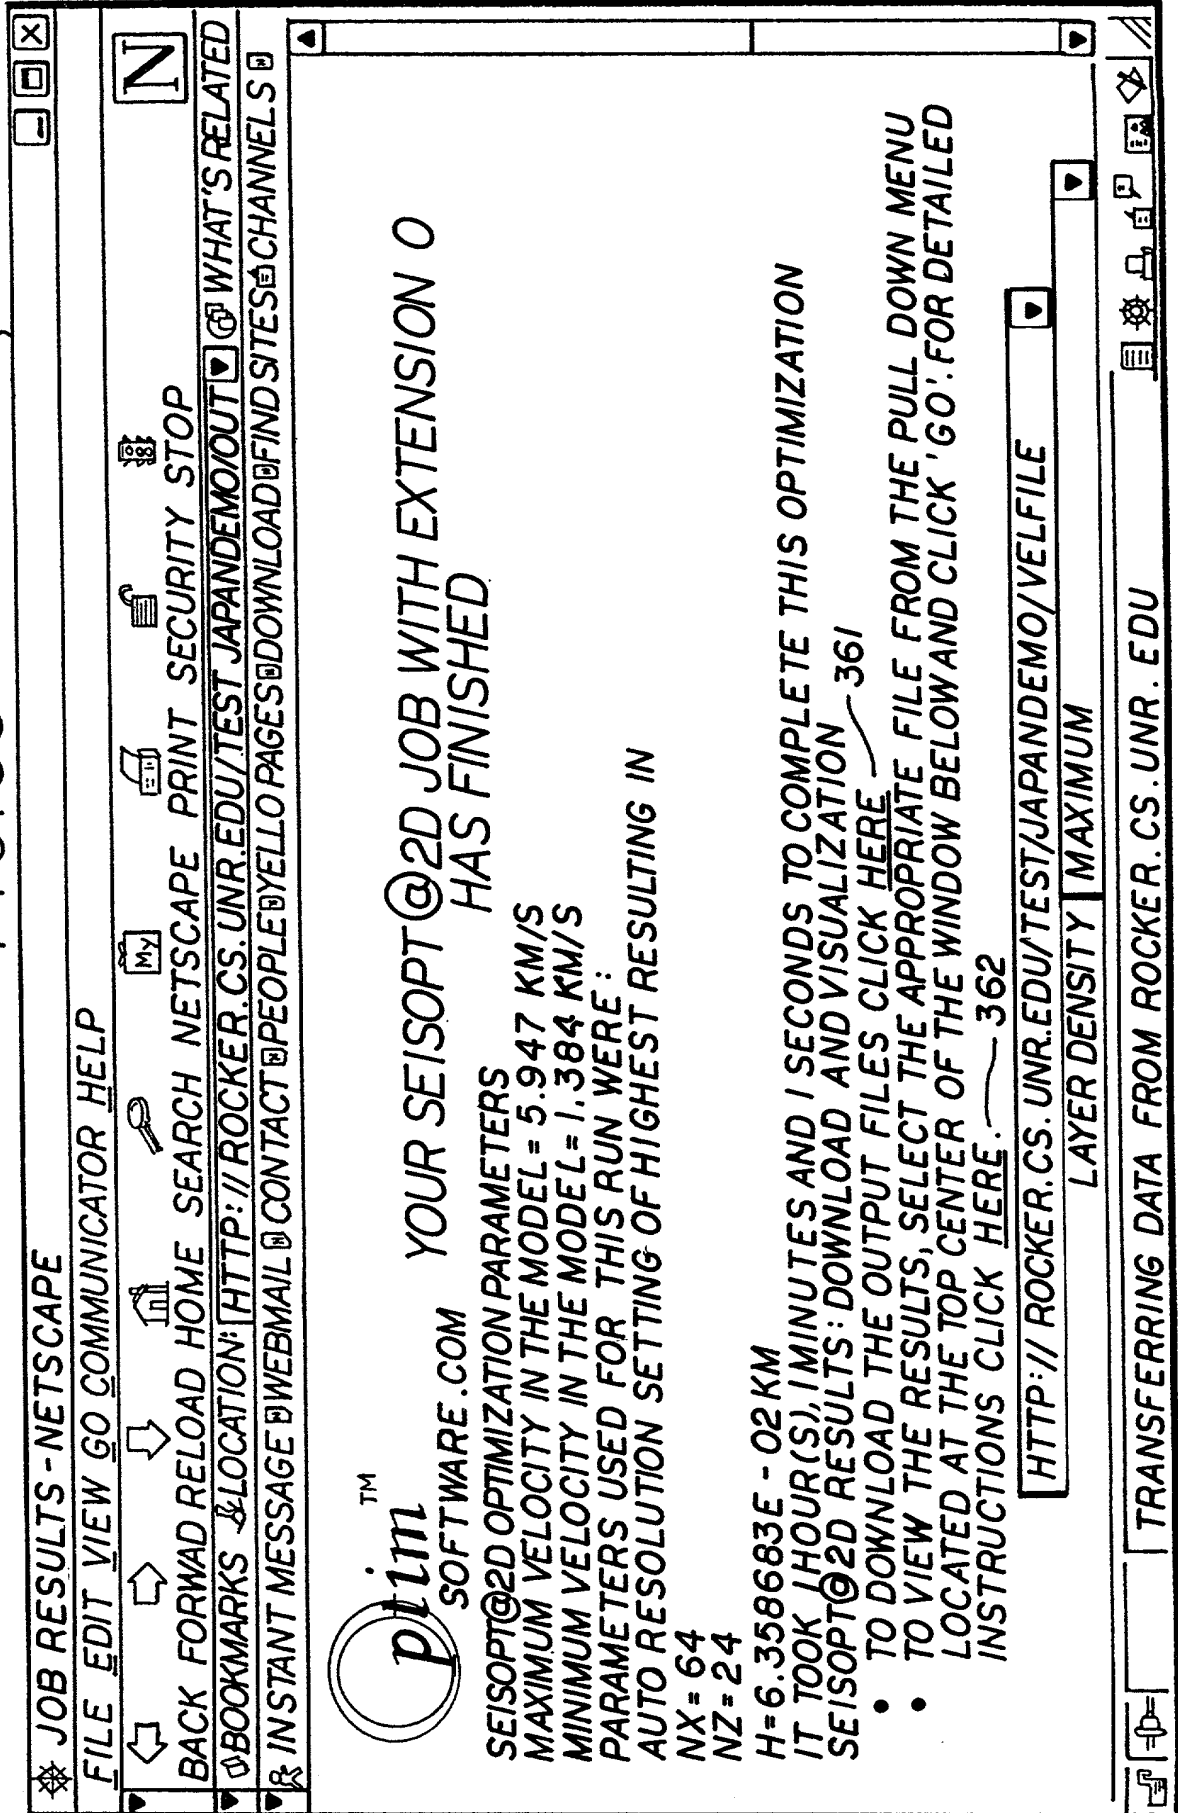 JOB RESULTS - NETSCAPE
FILE EDIT VIEW GO COMMUNICATOR HELP
My
N
BACK FORWAD RELOAD HOME SEARCH NETSCAPE PRINT SECURITY STOP
BOOKMARKS LOCATION: HTTP://ROCKER.CS.UNR.EDU/TEST JAPANDEMO/OUT WHAT'S RELATED
INSTANT MESSAGE WEBMAIL CONTACT PEOPLE YELLO PAGES DOWNLOAD FIND SITES CHANNELS
optim™
SOFTWARE.COM
YOUR SEISOPT@2D JOB WITH EXTENSION O
HAS FINISHED
SEISOPT@2D OPTIMIZATION PARAMETERS
MAXIMUM VELOCITY IN THE MODEL = 5.947 KM/S
MINIMUM VELOCITY IN THE MODEL = 1.384 KM/S
PARAMETERS USED FOR THIS RUN WERE:
AUTO RESOLUTION SETTING OF HIGHEST RESULTING IN
NX = 64
NZ = 24
H=6.358683E - 02 KM
IT TOOK 1 HOUR(S), 1 MINUTES AND 1 SECONDS TO COMPLETE THIS OPTIMIZATION
SEISOPT@2D RESULTS: DOWNLOAD AND VISUALIZATION
• TO DOWNLOAD THE OUTPUT FILES CLICK HERE 361
• TO VIEW THE RESULTS, SELECT THE APPROPRIATE FILE FROM THE PULL DOWN MENU
LOCATED AT THE TOP CENTER OF THE WINDOW BELOW AND CLICK 'GO'. FOR DETAILED
INSTRUCTIONS CLICK HERE. 362
HTTP://ROCKER.CS.UNR.EDU/TEST/JAPANDEMO/VELFILE
LAYER DENSITY MAXIMUM
TRANSFERRING DATA FROM ROCKER.CS.UNR.EDU